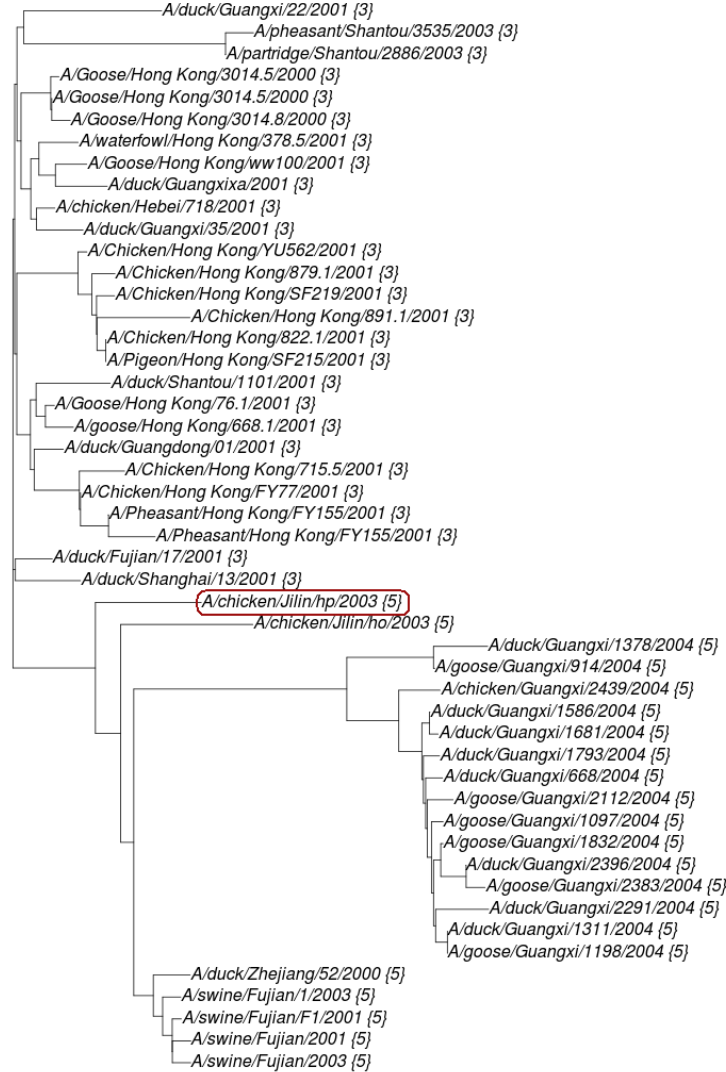 A/duck/Guangxi/22/2001 {3}
A/pheasant/Shantou/3535/2003 {3}
A/partridge/Shantou/2886/2003 {3}
A/Goose/Hong Kong/3014.5/2000 {3}
A/Goose/Hong Kong/3014.5/2000 {3}
A/Goose/Hong Kong/3014.8/2000 {3}
A/waterfowl/Hong Kong/378.5/2001 {3}
A/Goose/Hong Kong/ww100/2001 {3}
A/duck/Guangxixa/2001 {3}
A/chicken/Hebei/718/2001 {3}
A/duck/Guangxi/35/2001 {3}
A/Chicken/Hong Kong/YU562/2001 {3}
A/Chicken/Hong Kong/879.1/2001 {3}
A/Chicken/Hong Kong/SF219/2001 {3}
A/Chicken/Hong Kong/891.1/2001 {3}
A/Chicken/Hong Kong/822.1/2001 {3}
A/Pigeon/Hong Kong/SF215/2001 {3}
A/duck/Shantou/1101/2001 {3}
A/Goose/Hong Kong/76.1/2001 {3}
A/goose/Hong Kong/668.1/2001 {3}
A/duck/Guangdong/01/2001 {3}
A/Chicken/Hong Kong/715.5/2001 {3}
A/Chicken/Hong Kong/FY77/2001 {3}
A/Pheasant/Hong Kong/FY155/2001 {3}
A/Pheasant/Hong Kong/FY155/2001 {3}
A/duck/Fujian/17/2001 {3}
A/duck/Shanghai/13/2001 {3}
A/chicken/Jilin/hp/2003 {5}
A/chicken/Jilin/ho/2003 {5}
A/duck/Guangxi/1378/2004 {5}
A/goose/Guangxi/914/2004 {5}
A/chicken/Guangxi/2439/2004 {5}
A/duck/Guangxi/1586/2004 {5}
A/duck/Guangxi/1681/2004 {5}
A/duck/Guangxi/1793/2004 {5}
A/duck/Guangxi/668/2004 {5}
A/goose/Guangxi/2112/2004 {5}
A/goose/Guangxi/1097/2004 {5}
A/goose/Guangxi/1832/2004 {5}
A/duck/Guangxi/2396/2004 {5}
A/goose/Guangxi/2383/2004 {5}
A/duck/Guangxi/2291/2004 {5}
A/duck/Guangxi/1311/2004 {5}
A/goose/Guangxi/1198/2004 {5}
A/duck/Zhejiang/52/2000 {5}
A/swine/Fujian/1/2003 {5}
A/swine/Fujian/F1/2001 {5}
A/swine/Fujian/2001 {5}
A/swine/Fujian/2003 {5}